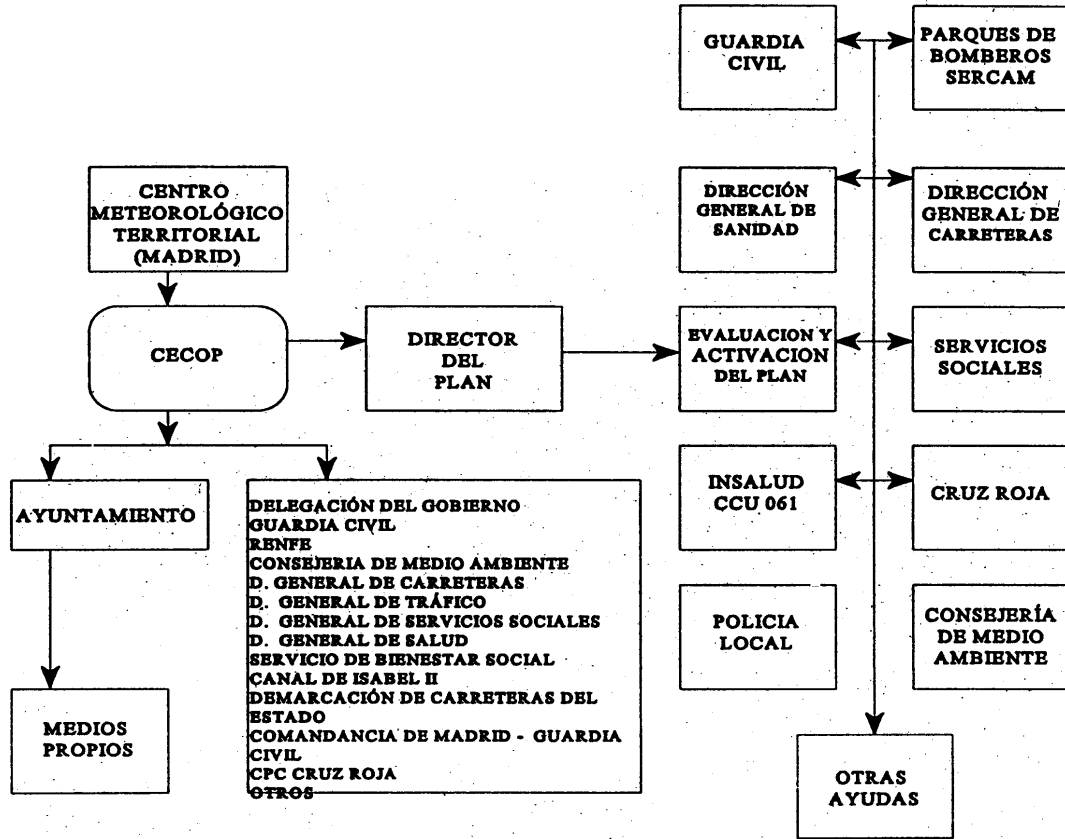 GUARDIA
CIVIL
PARQUES DE
BOMBEROS
SERCAM
CENTRO
METEOROLÓGICO
TERRITORIAL
(MADRID)
DIRECCIÓN
GENERAL DE
SANIDAD
DIRECCIÓN
GENERAL DE
CARRETERAS
CECOP
DIRECTOR
DEL
PLAN
EVALUACION Y
ACTIVACION
DEL PLAN
SERVICIOS
SOCIALES
AYUNTAMIENTO
DELEGACIÓN DEL GOBIERNO
GUARDIA CIVIL
RENFE
CONSEJERIA DE MEDIO AMBIENTE
D. GENERAL DE CARRETERAS
D. GENERAL DE TRÁFICO
D. GENERAL DE SERVICIOS SOCIALES
D. GENERAL DE SALUD
SERVICIO DE BIENESTAR SOCIAL
CANAL DE ISABEL II
DEMARCACIÓN DE CARRETERAS DEL
ESTADO
COMANDANCIA DE MADRID - GUARDIA
CIVIL
CPC CRUZ ROJA
OTROS
INSALUD
CCU 061
CRUZ ROJA
POLICIA
LOCAL
CONSEJERÍA
DE MEDIO
AMBIENTE
MEDIOS
PROPIOS
OTRAS
AYUDAS